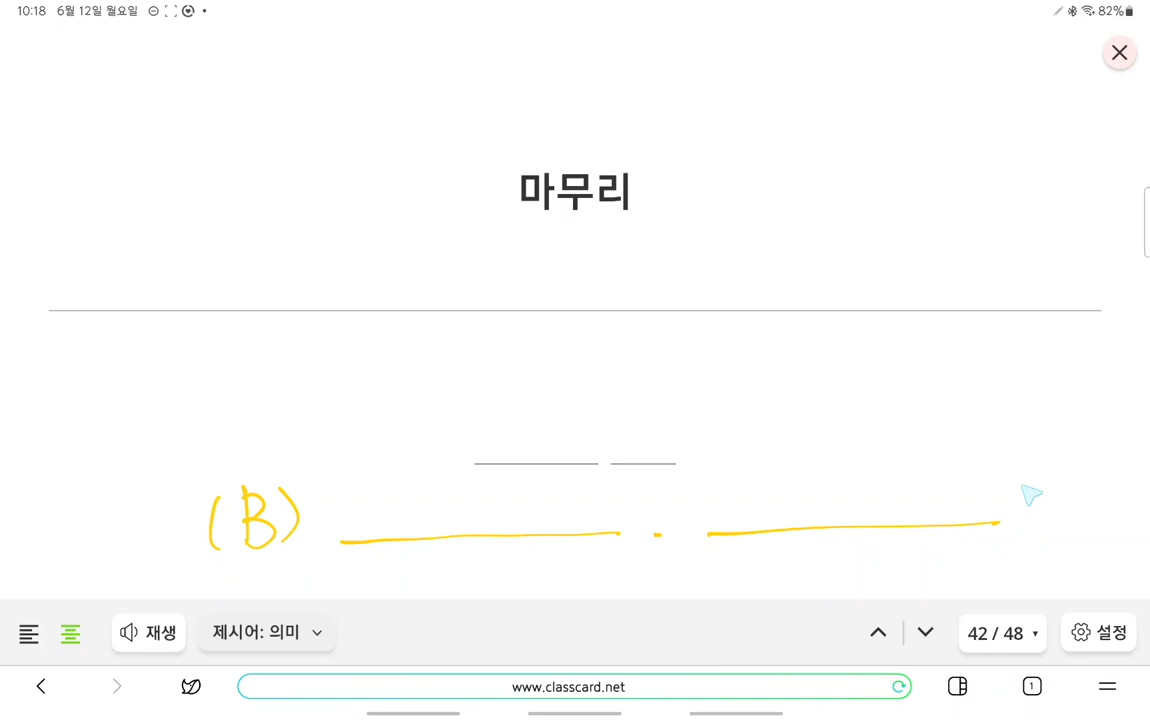 10:18 6월 12일 월요일
82%
마무리
(B)
재생
제시어: 의미
42 / 48
설정
www.classcard.net
1